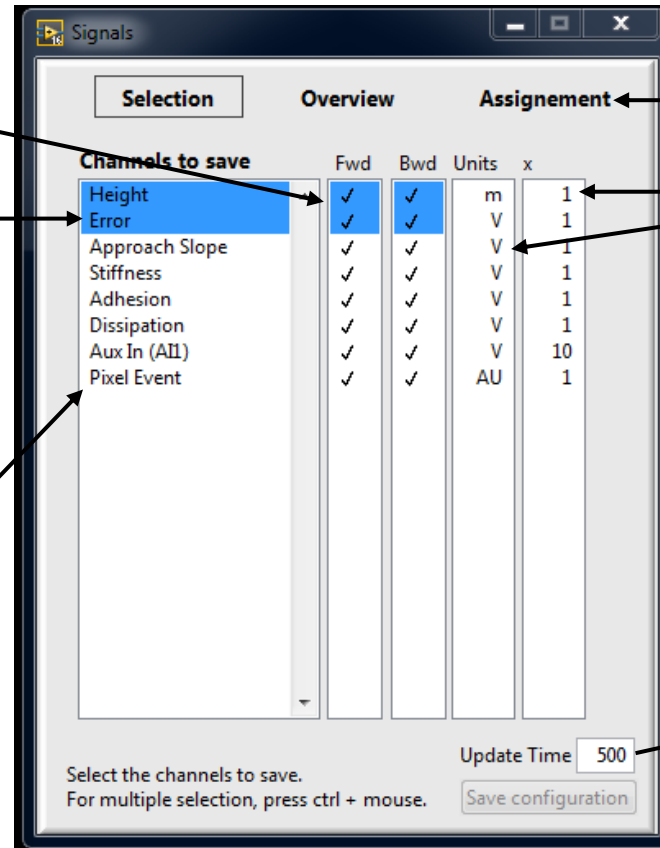 Signals
Selection Overview Assignement
Channels to save Fwd Bwd Units x
Height ✓ ✓ m 1
Error ✓ ✓ V 1
Approach Slope ✓ ✓ V 1
Stiffness ✓ ✓ V 1
Adhesion ✓ ✓ V 1
Dissipation ✓ ✓ V 1
Aux In (AI1) ✓ ✓ V 10
Pixel Event ✓ ✓ AU 1
Update Time 500
Select the channels to save.
For multiple selection, press ctrl + mouse. Save configuration